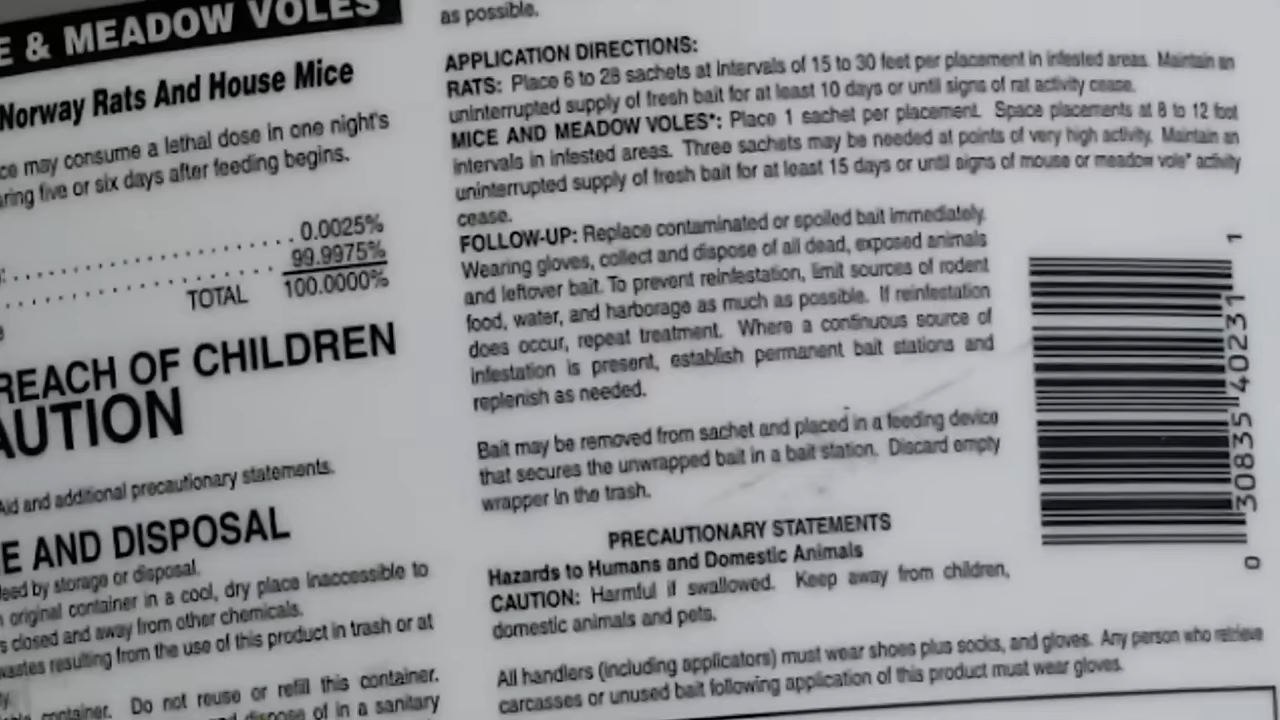 E & MEADOW VOLES
Norway Rats And House Mice
ce may consume a lethal dose in one night's
ring five or six days after feeding begins.
0.0025%
99.9975%
TOTAL 100.0000%
REACH OF CHILDREN
AUTION
Aid and additional precautionary statements.
E AND DISPOSAL
feed by storage or disposal.
original container in a cool, dry place inaccessible to
s closed and away from other chemicals.
wastes resulting from the use of this product in trash or at
container. Do not reuse or refill this container.
dispose of in a sanitary
as possible.
APPLICATION DIRECTIONS:
RATS: Place 6 to 28 sachets at intervals of 15 to 30 feet per placement in infested areas. Maintain an
uninterrupted supply of fresh bait for at least 10 days or until signs of rat activity cease.
MICE AND MEADOW VOLES*: Place 1 sachet per placement. Space placements at 8 to 12 foot
intervals in infested areas. Three sachets may be needed at points of very high activity. Maintain an
uninterrupted supply of fresh bait for at least 15 days or until signs of mouse or meadow vole* activity
cease.
FOLLOW-UP: Replace contaminated or spoiled bait immediately.
Wearing gloves, collect and dispose of all dead, exposed animals
and leftover bait. To prevent reinfestation, limit sources of rodent
food, water, and harborage as much as possible. If reinfestation
does occur, repeat treatment. Where a continuous source of
infestation is present, establish permanent bait stations and
replenish as needed.
Bait may be removed from sachet and placed in a feeding device
that secures the unwrapped bait in a bait station. Discard empty
wrapper in the trash.
PRECAUTIONARY STATEMENTS
Hazards to Humans and Domestic Animals
CAUTION: Harmful if swallowed. Keep away from children,
domestic animals and pets.
All handlers (including applicators) must wear shoes plus socks, and gloves. Any person who retrieve
carcasses or unused bait following application of this product must wear gloves.
0 30835 40231 1